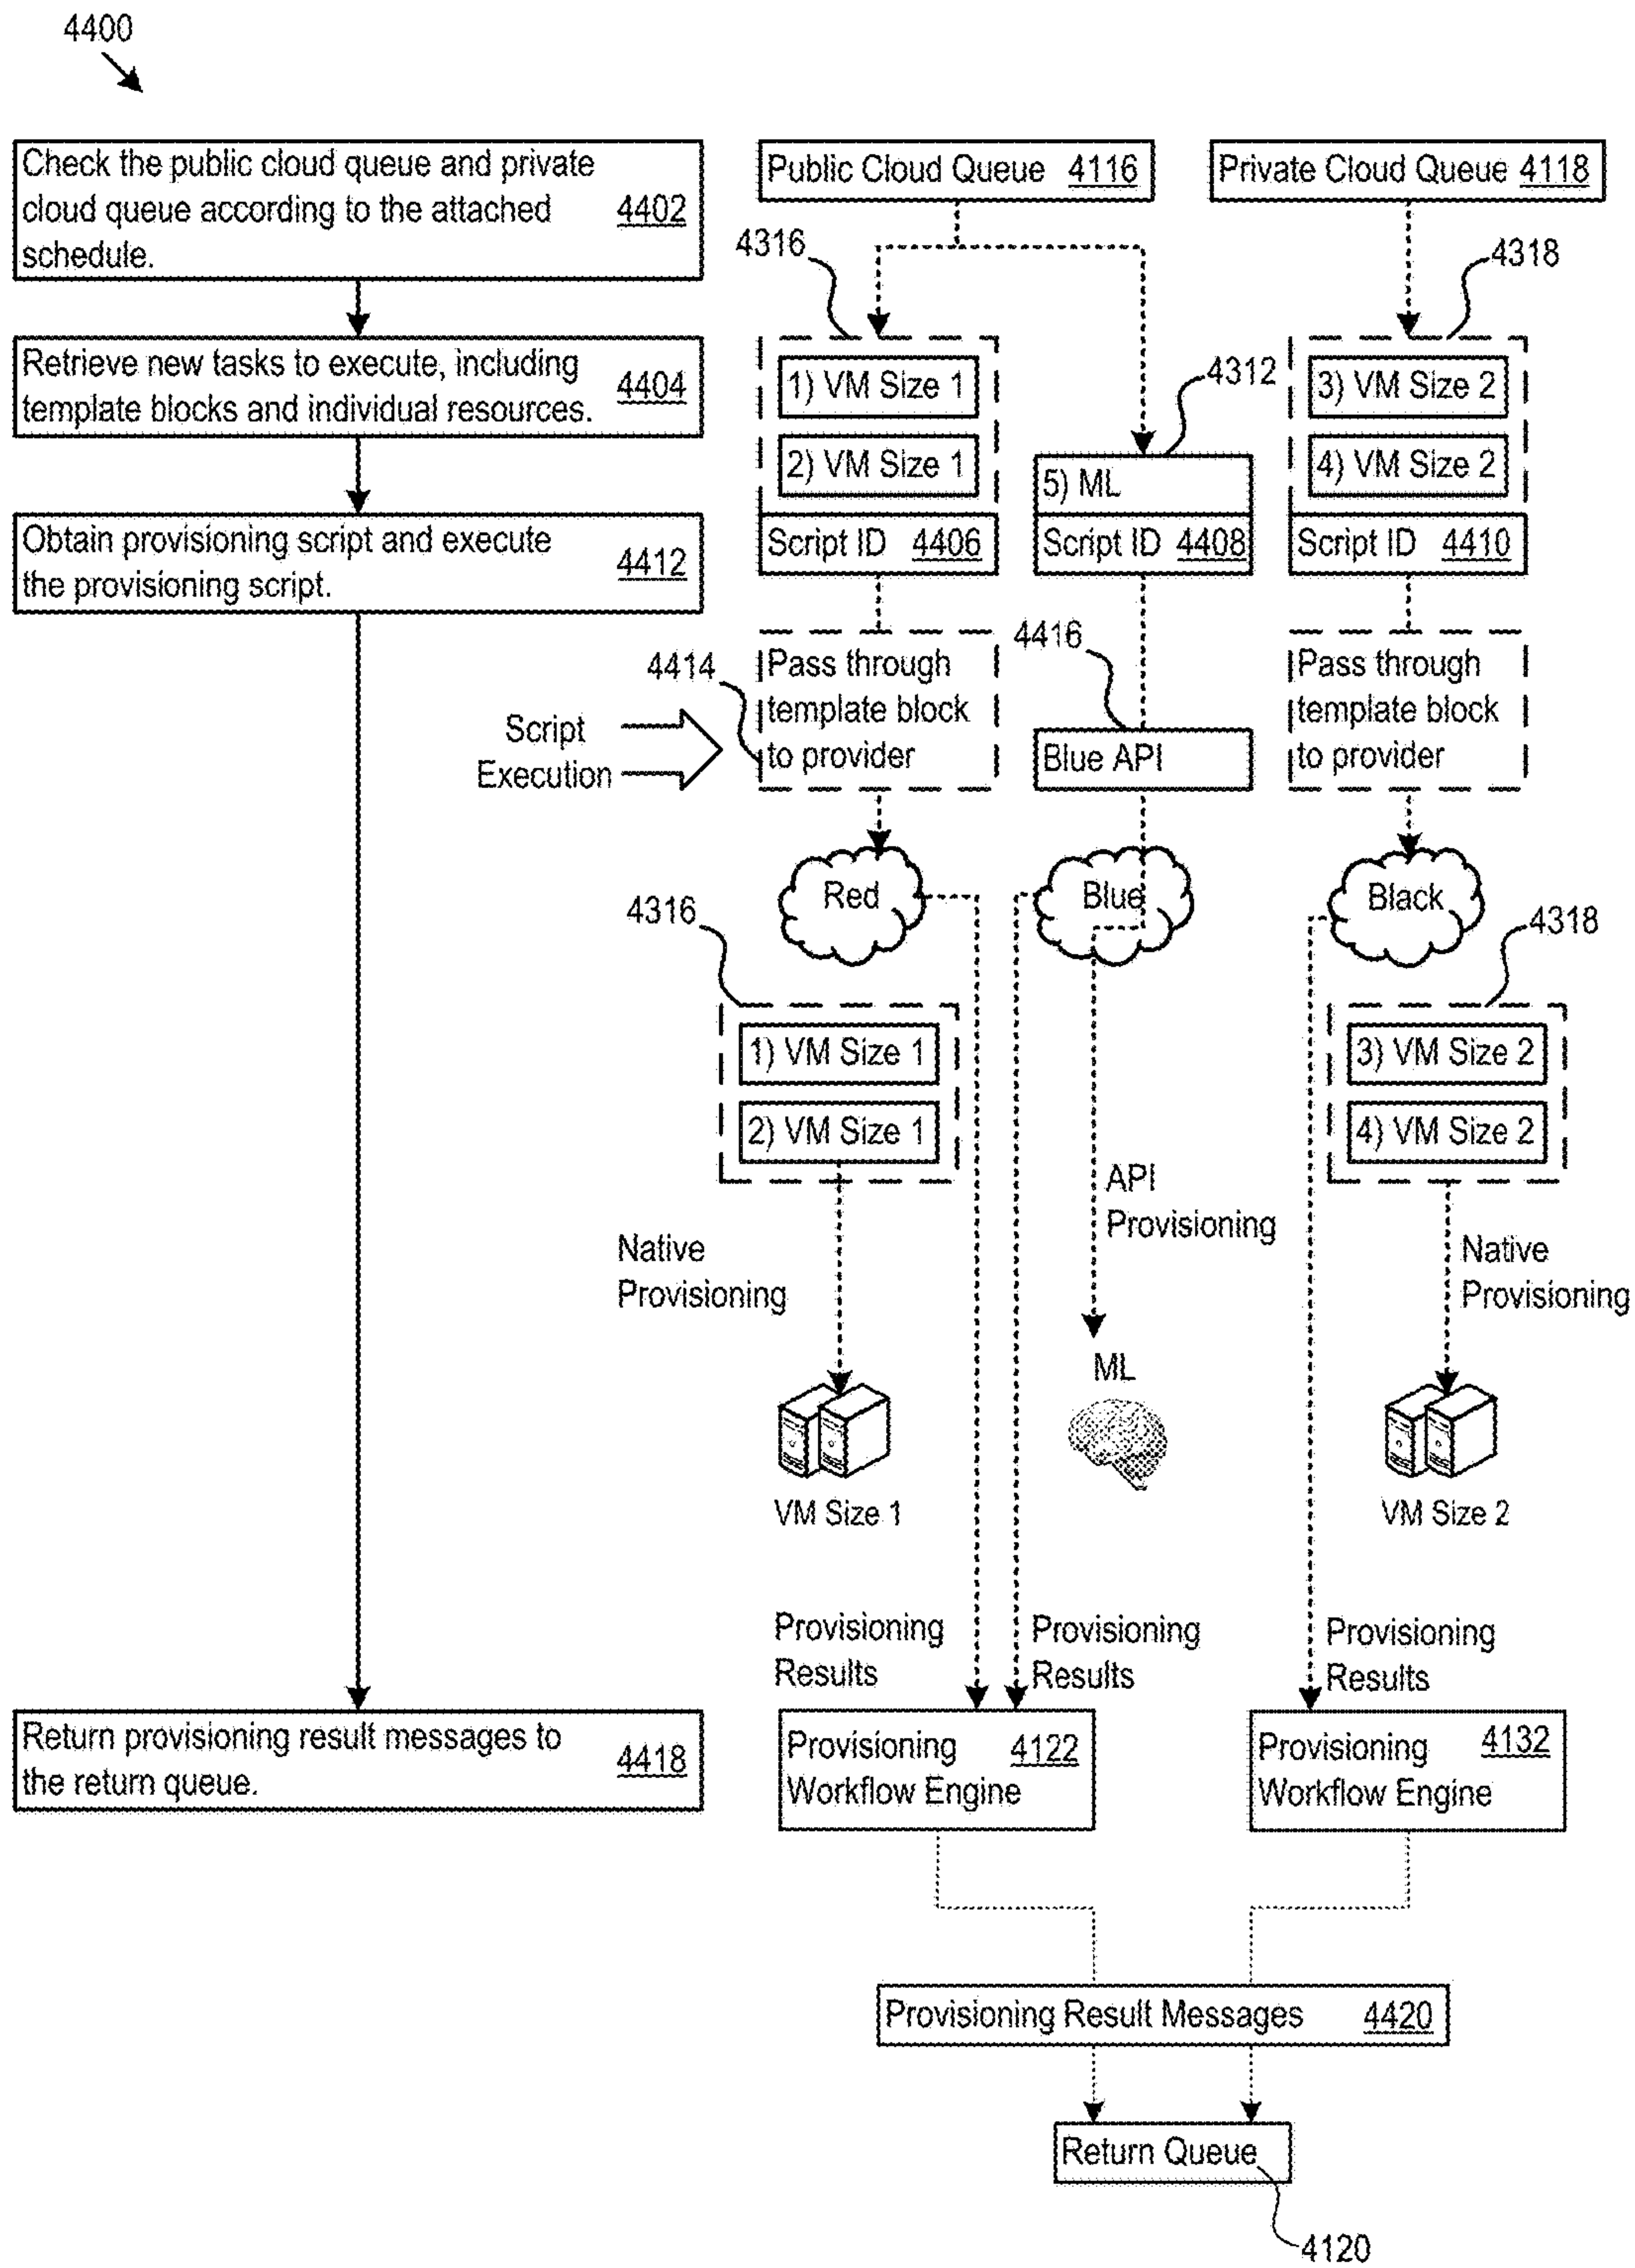 4400
Check the public cloud queue and private
cloud queue according to the attached
schedule.
4402
Retrieve new tasks to execute, including
template blocks and individual resources.
4404
Obtain provisioning script and execute
the provisioning script.
4412
Return provisioning result messages to
the return queue.
4418
Public Cloud Queue 4116
Private Cloud Queue 4118
4316
4318
1) VM Size 1
2) VM Size 1
Script ID 4406
4312
5) ML
Script ID 4408
3) VM Size 2
4) VM Size 2
Script ID 4410
Script
Execution
4414
Pass through
template block
to provider
4416
Blue API
Pass through
template block
to provider
Red
Blue
Black
4316
1) VM Size 1
2) VM Size 1
4318
3) VM Size 2
4) VM Size 2
Native
Provisioning
API
Provisioning
Native
Provisioning
VM Size 1
ML
VM Size 2
Provisioning
Results
Provisioning
Results
Provisioning
Results
Provisioning
Workflow Engine
4122
Provisioning
Workflow Engine
4132
Provisioning Result Messages 4420
Return Queue
4120